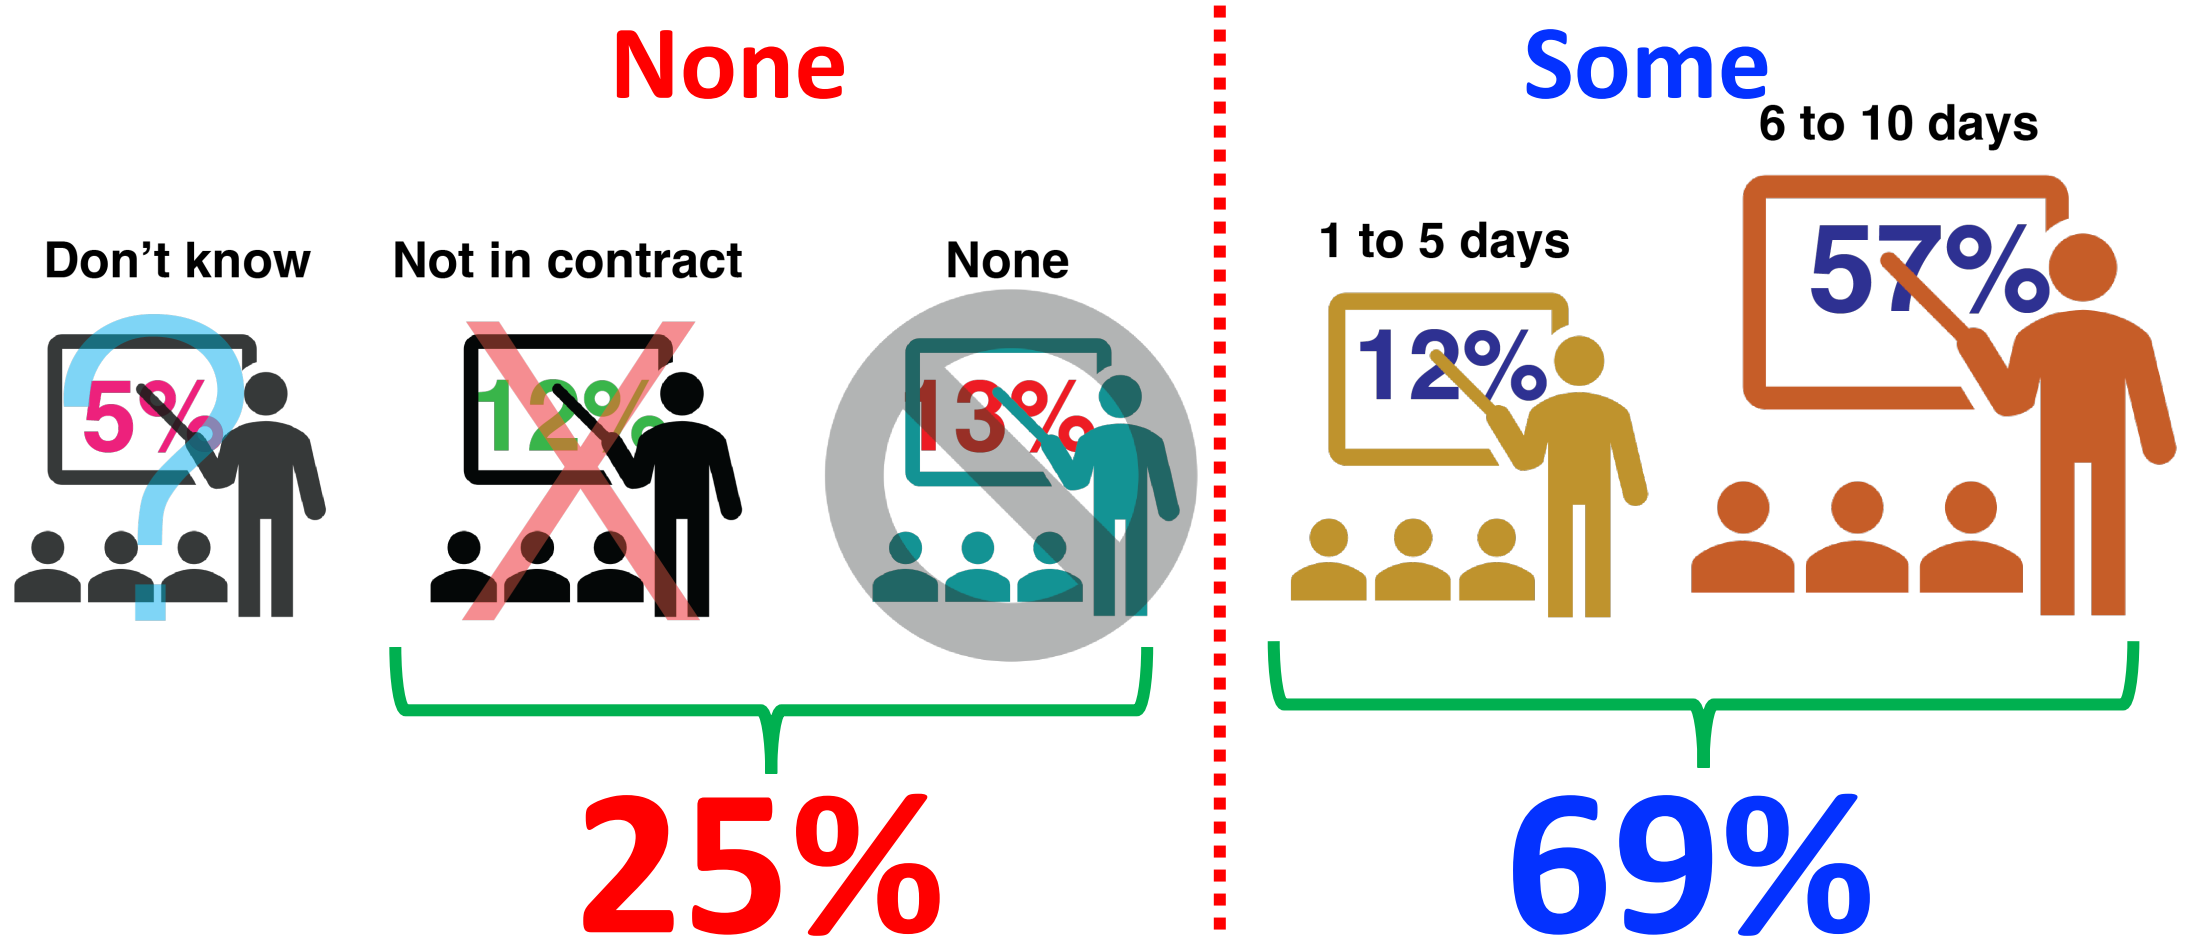 None
Don’t know
5%
Not in contract
12%
None
13%
25%
Some
1 to 5 days
12%
6 to 10 days
57%
69%